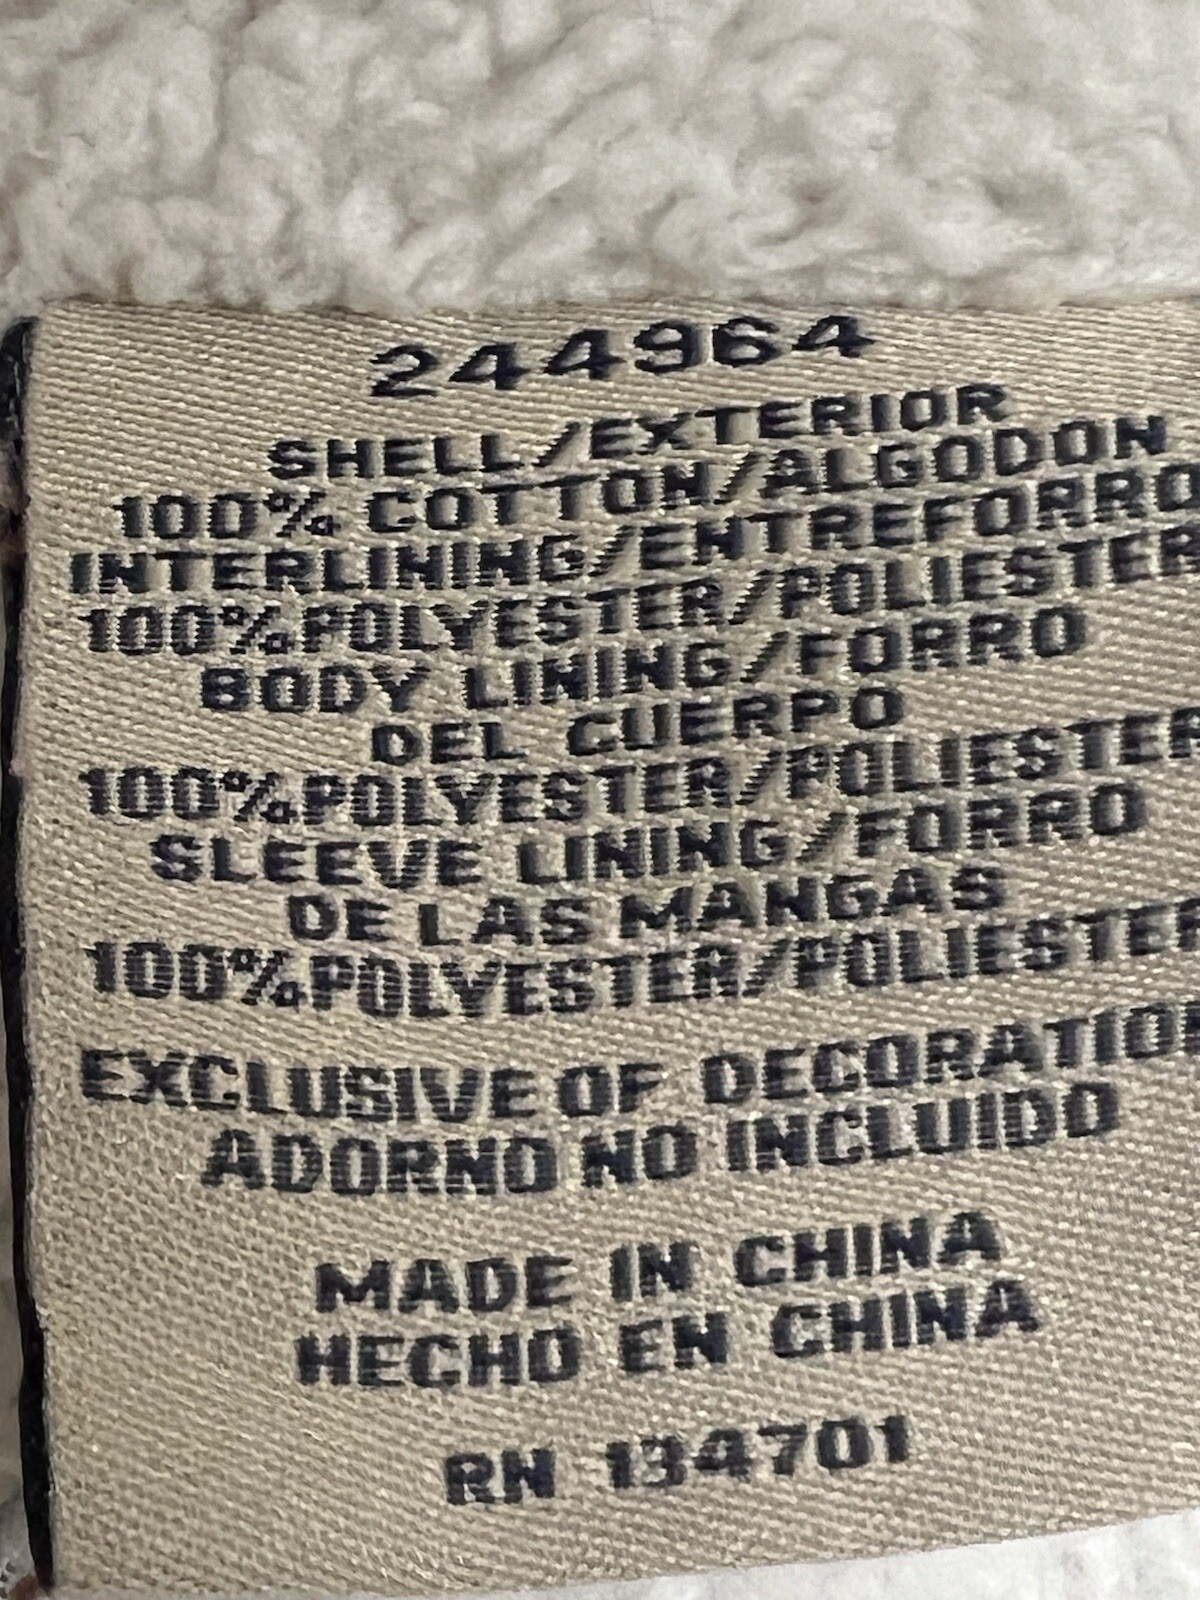 244964
SHELL/EXTERIOR
100% COTTON/ALGODON
INTERLINING/ENTREFORRO
100% POLYESTER/POLIESTER
BODY LINING/FORRO
DEL CUERPO
100% POLYESTER/POLIESTER
SLEEVE LINING/FORRO
DE LAS MANGAS
100% POLYESTER/POLIESTER
EXCLUSIVE OF DECORATION
ADORNO NO INCLUIDO
MADE IN CHINA
HECHO EN CHINA
RN 134701